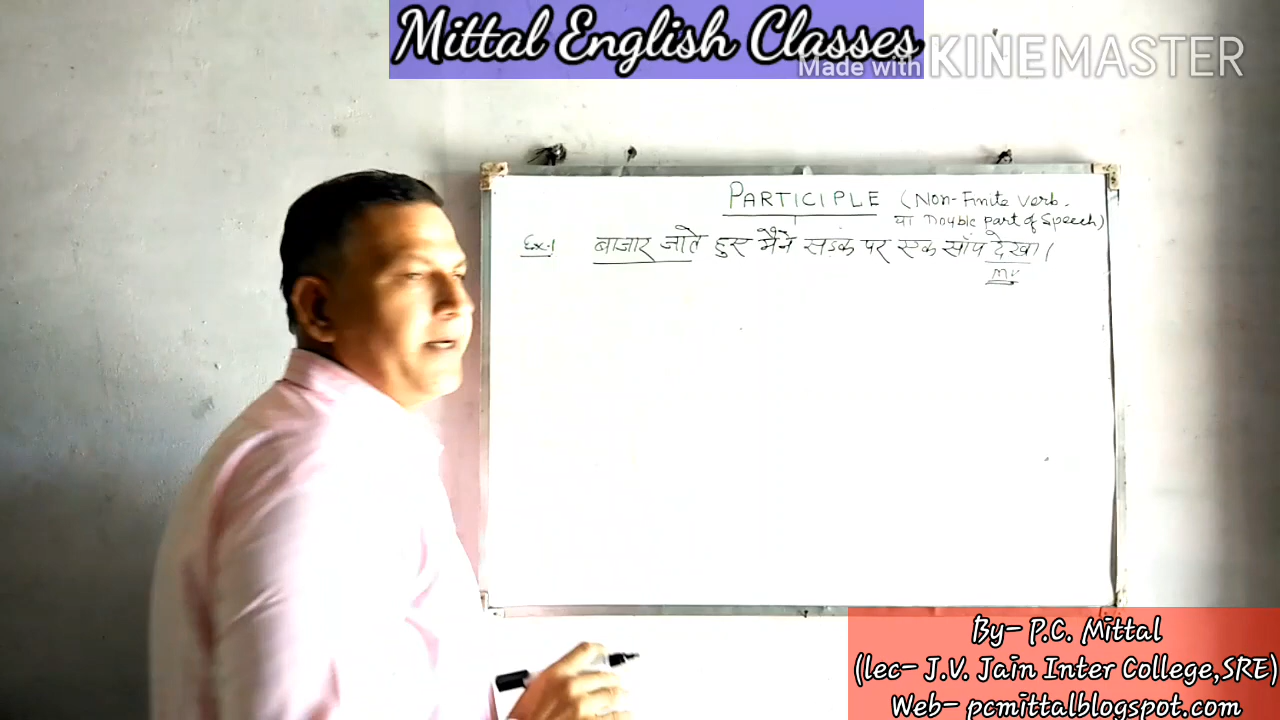 Mittal English Classes
Made with KINEMASTER
PARTICIPLE (Non-Finite Verb.
या Double part of Speech)
Ex-1 बाजार जाते हुए मैंने सड़क पर एक सांप देखा।
MV
By- P.C. Mittal
(lec- J.V. Jain Inter College,SRE)
Web- pcmittalblogspot.com